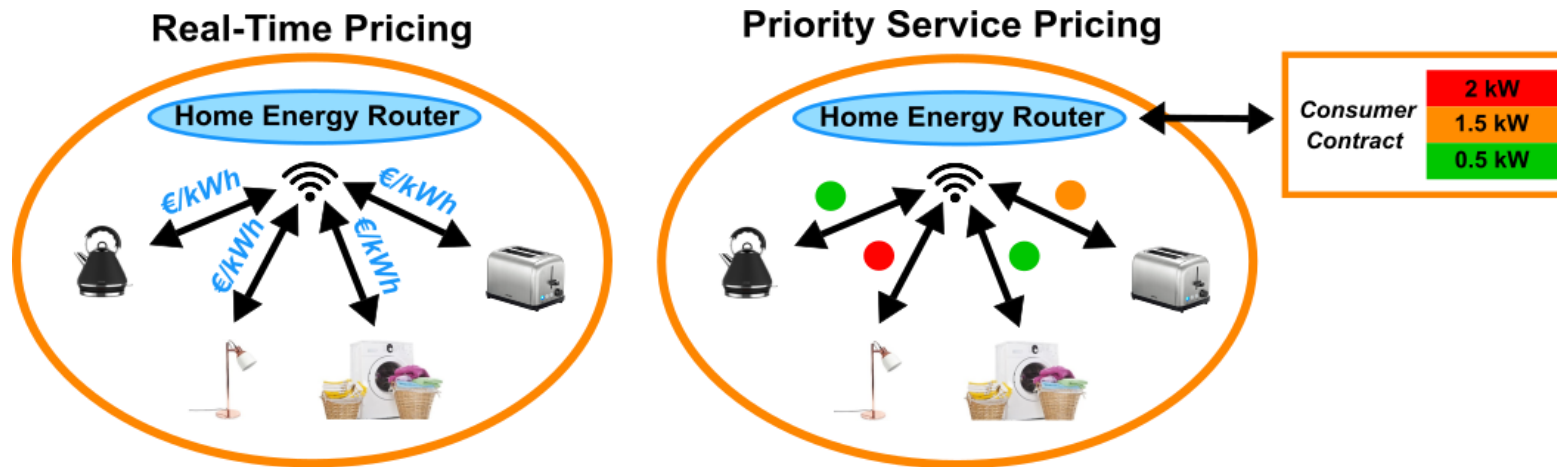 Real-Time Pricing
Home Energy Router
€/kWh
€/kWh
€/kWh
€/kWh
Priority Service Pricing
Home Energy Router
Consumer
Contract
2 kW
1.5 kW
0.5 kW